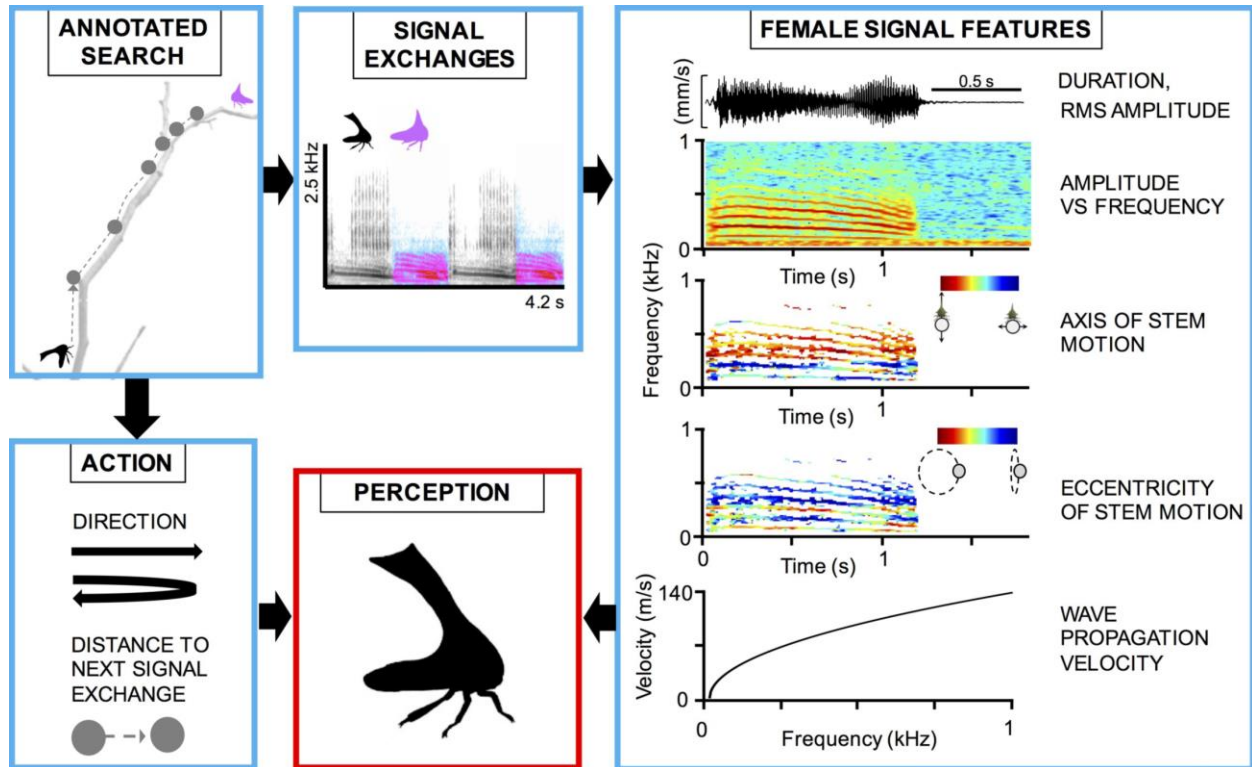 ANNOTATED
SEARCH
SIGNAL
EXCHANGES
2.5 kHz
4.2 s
FEMALE SIGNAL FEATURES
(mm/s)
0.5 s
DURATION,
RMS AMPLITUDE
1
0
AMPLITUDE
VS FREQUENCY
Time (s)
1
Frequency (kHz)
1
0
AXIS OF STEM
MOTION
Time (s)
1
1
0
0
1
ECCENTRICITY
OF STEM MOTION
Time (s)
Velocity (m/s)
140
0
0
1
Frequency (kHz)
WAVE
PROPAGATION
VELOCITY
ACTION
DIRECTION
DISTANCE TO
NEXT SIGNAL
EXCHANGE
PERCEPTION